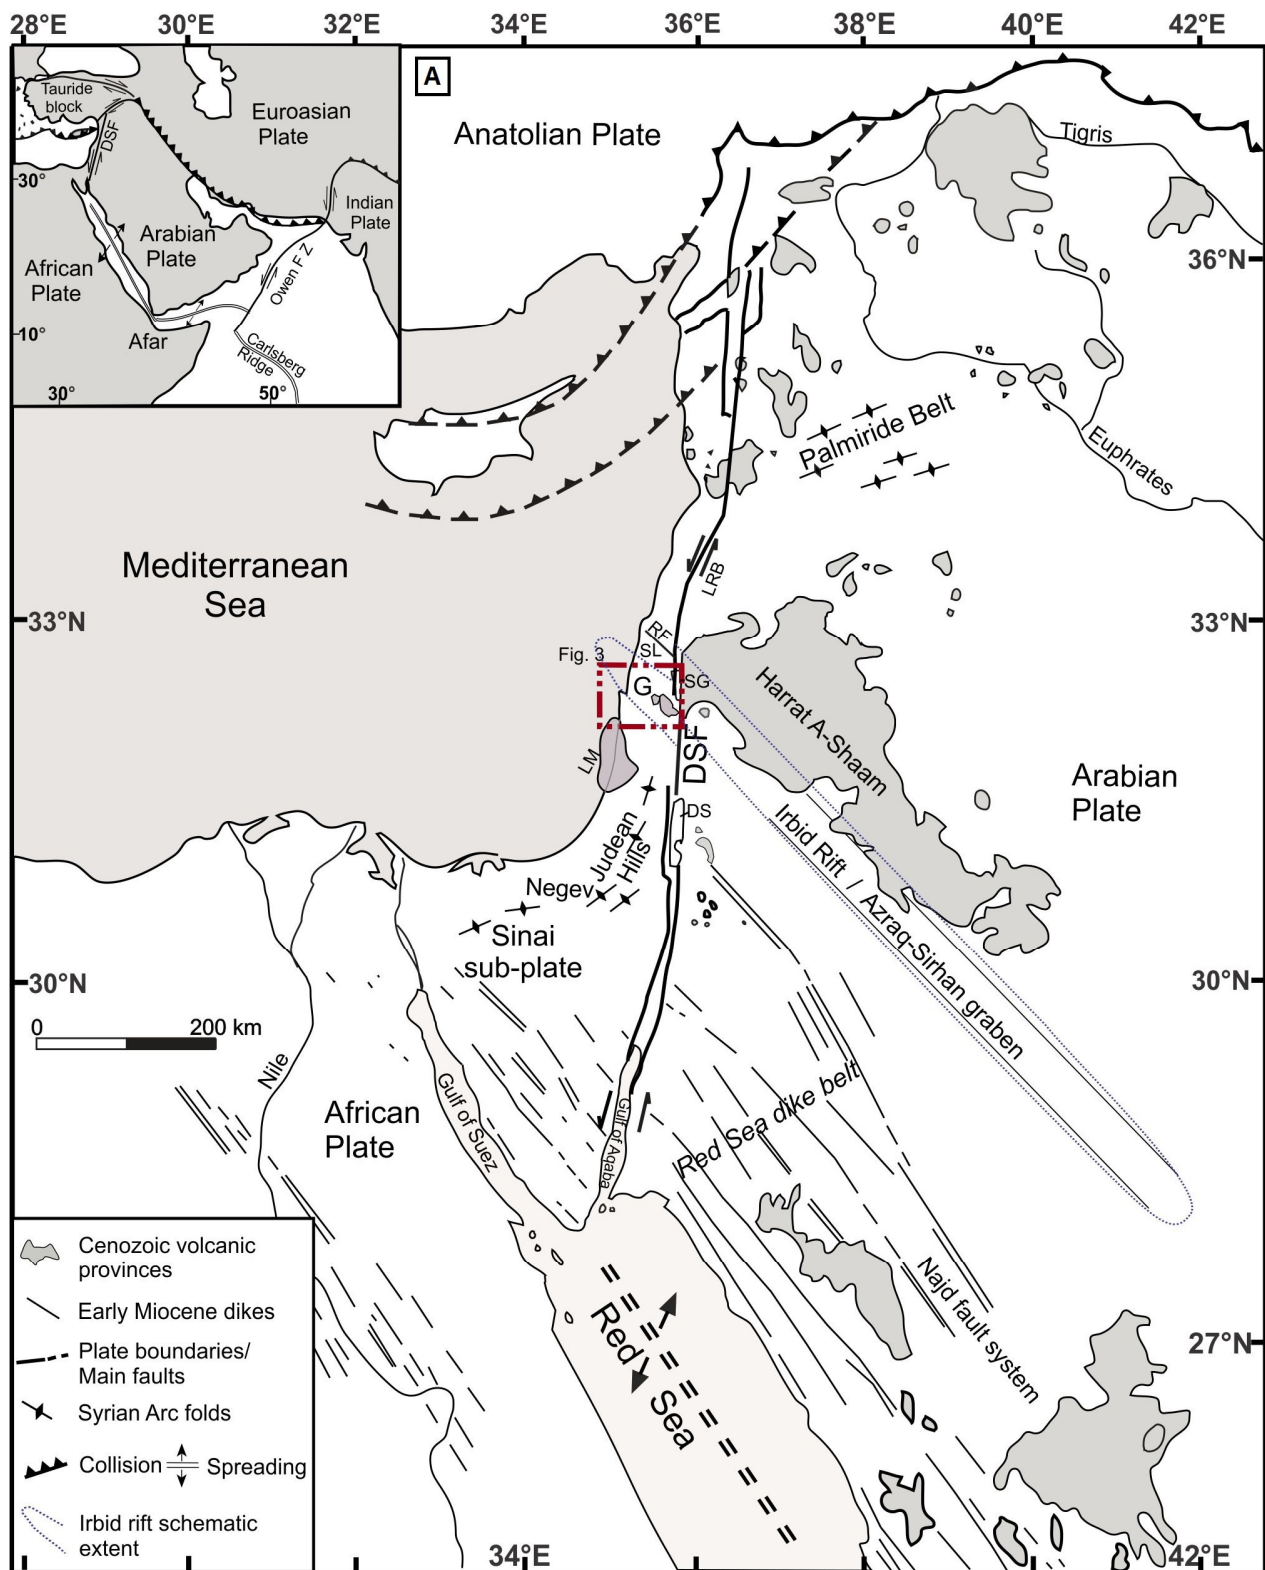 28°E 30°E 32°E 34°E 36°E 38°E 40°E 42°E
A
Tauride
block
DSF
Euroasian
Plate
30°
Indian
Plate
Arabian
Plate
African
Plate
Owen F Z
Afar
10°
Carlsberg
Ridge
30° 50°
Anatolian Plate
Tigris
36°N
Palmiride Belt
Euphrates
Mediterranean
Sea
LRB
33°N 33°N
RF
SL
Fig. 3
G
SG
Harrat A-Shaam
LM
DSF
Arabian
Plate
DS
Irbid Rift / Azraq-Sirhan graben
Judean
Hills
Negev
Sinai
sub-plate
30°N 30°N
0 200 km
Nile
African
Plate
Gulf of Suez
Gulf of Aqaba
Red Sea dike belt
Najd fault system
Red Sea
27°N
Cenozoic volcanic
provinces
Early Miocene dikes
Plate boundaries/
Main faults
Syrian Arc folds
Collision Spreading
Irbid rift schematic
extent
34°E 42°E